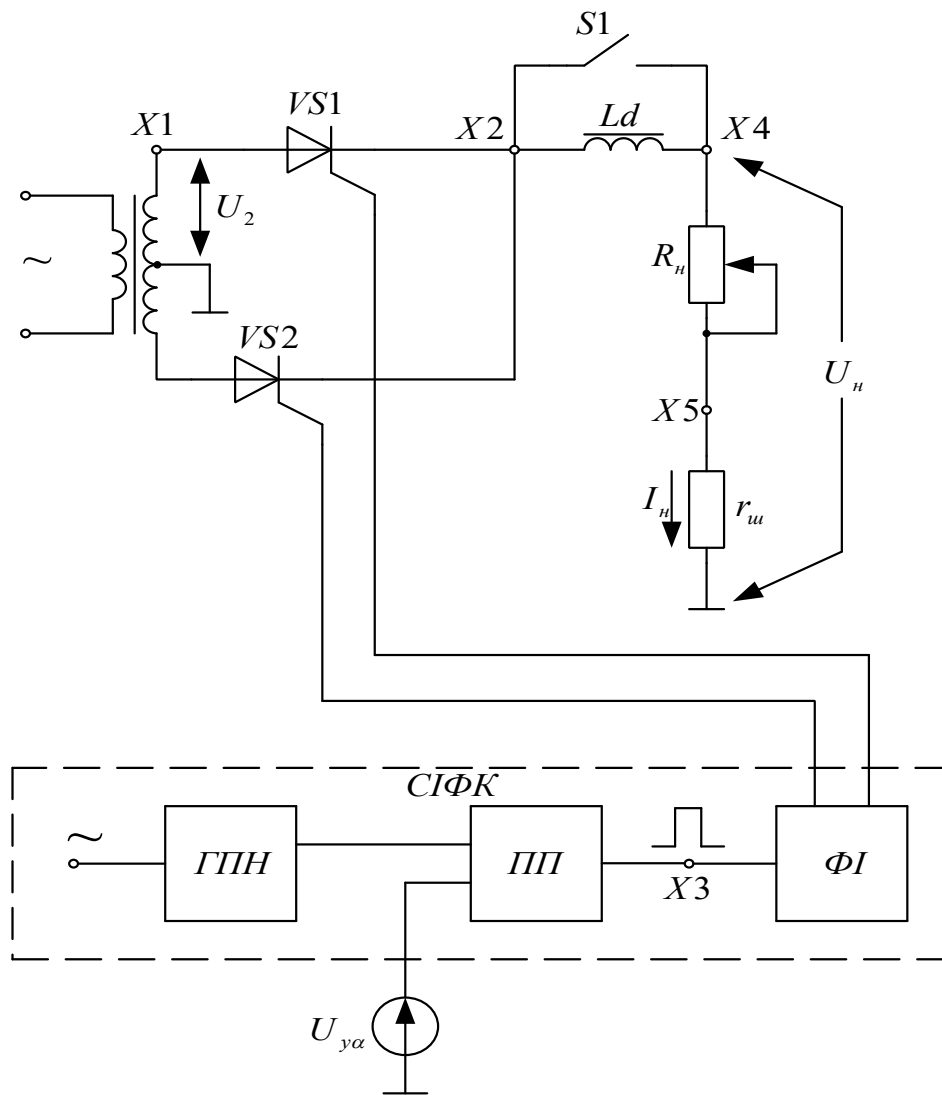 S1
VS1
X1
X2
Ld
X4
U₂
~
Rн
VS2
Uн
X5
Iн
rш
СІФК
~
ГПН
ПП
X3
ФІ
Uуα